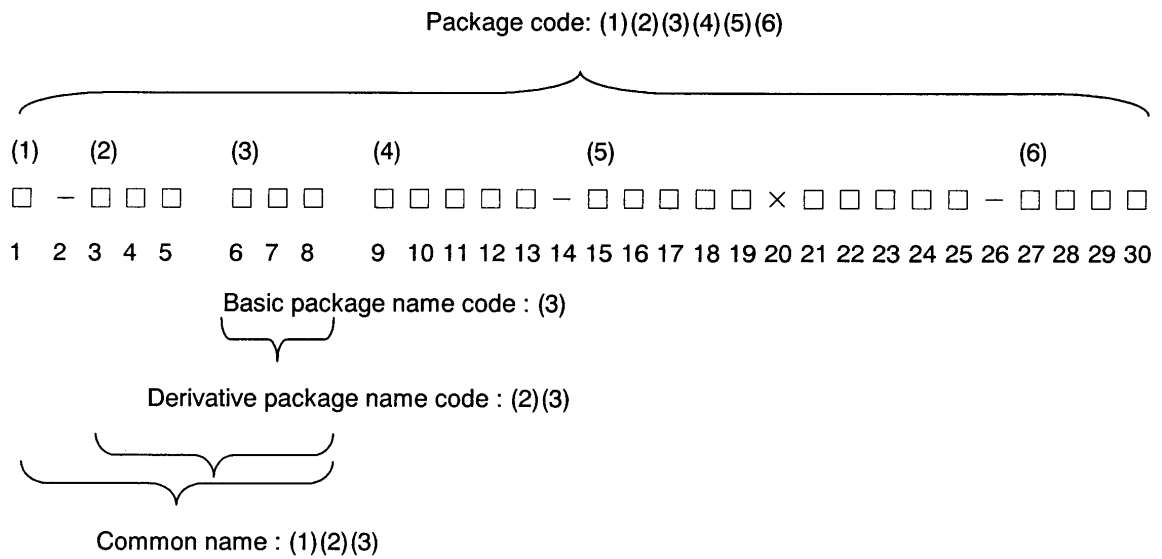 Package code: (1)(2)(3)(4)(5)(6)
(1) (2) (3) (4) (5) (6)
□ – □ □ □ □ □ □ □ □ □ □ □ – □ □ □ □ □ × □ □ □ □ □ – □ □ □ □
1 2 3 4 5 6 7 8 9 10 11 12 13 14 15 16 17 18 19 20 21 22 23 24 25 26 27 28 29 30
Basic package name code : (3)
Derivative package name code : (2)(3)
Common name : (1)(2)(3)